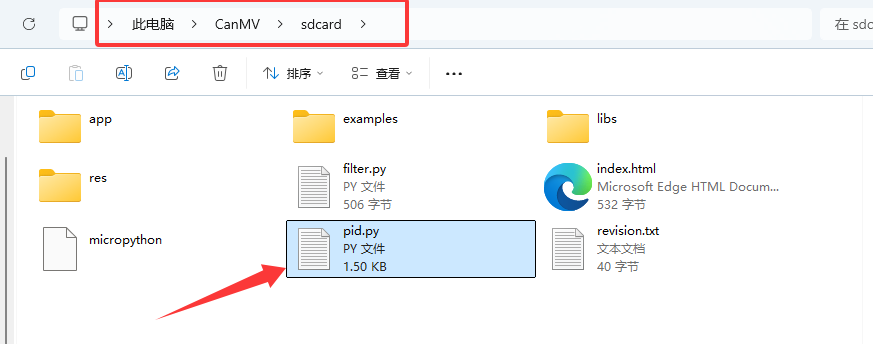 此电脑 > CanMV > sdcard >
在 sdc
排序
查看
app
examples
libs
res
filter.py
PY 文件
506 字节
index.html
Microsoft Edge HTML Docum...
532 字节
micropython
pid.py
PY 文件
1.50 KB
revision.txt
文本文档
40 字节